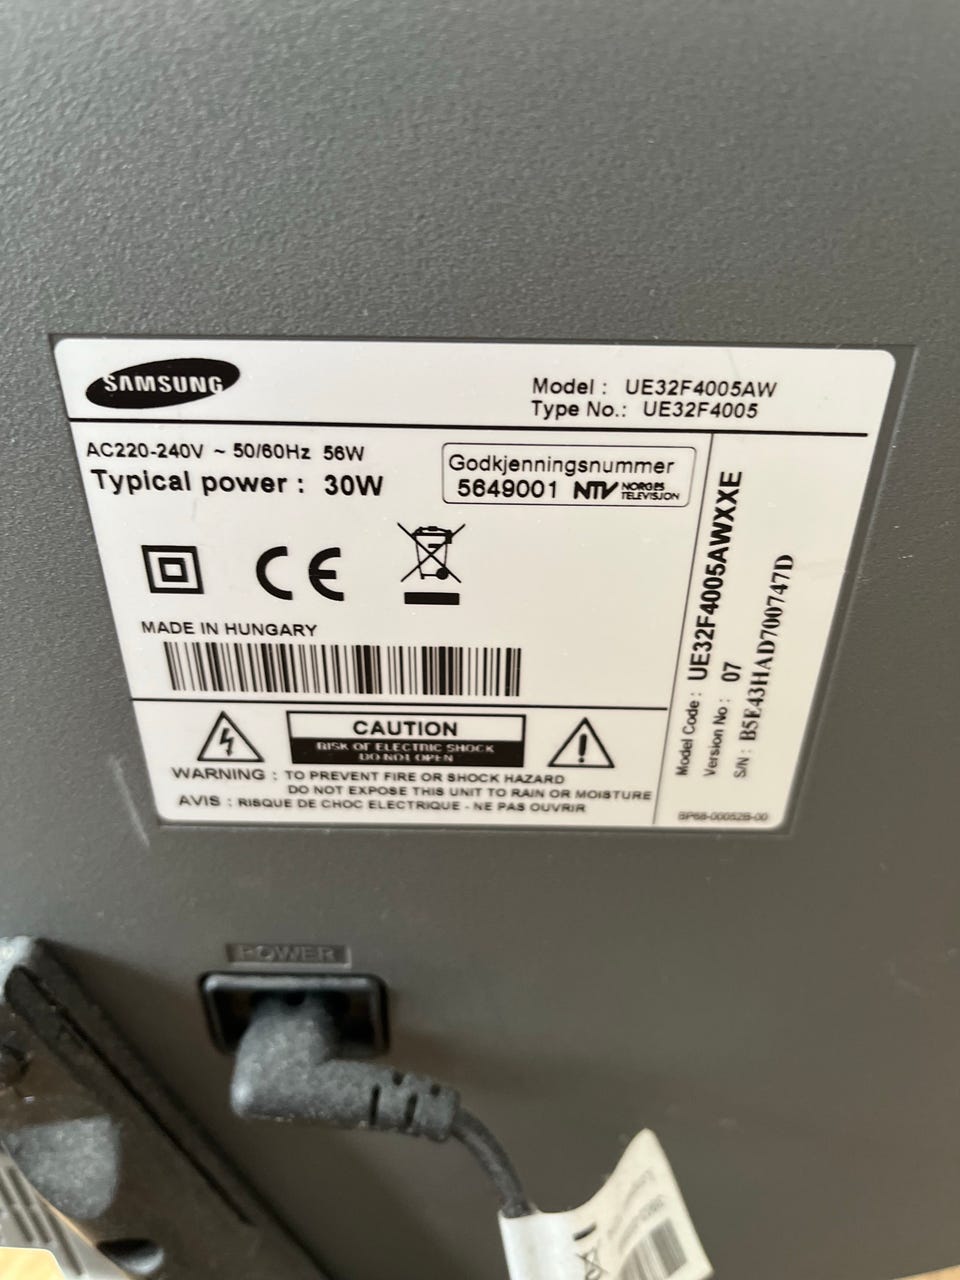 SAMSUNG
Model : UE32F4005AW
Type No.: UE32F4005
AC220-240V ~ 50/60Hz 56W
Typical power : 30W
Godkjenningsnummer
5649001 NTV NORGES
TELEVISJON
CE
MADE IN HUNGARY
Model Code : UE32F4005AWXXE
Version No : 07
S/N : B5E43HAD700747D
CAUTION
RISK OF ELECTRIC SHOCK
DO NOT OPEN
WARNING : TO PREVENT FIRE OR SHOCK HAZARD
DO NOT EXPOSE THIS UNIT TO RAIN OR MOISTURE
AVIS : RISQUE DE CHOC ELECTRIQUE - NE PAS OUVRIR
BP68-00052B-00
POWER